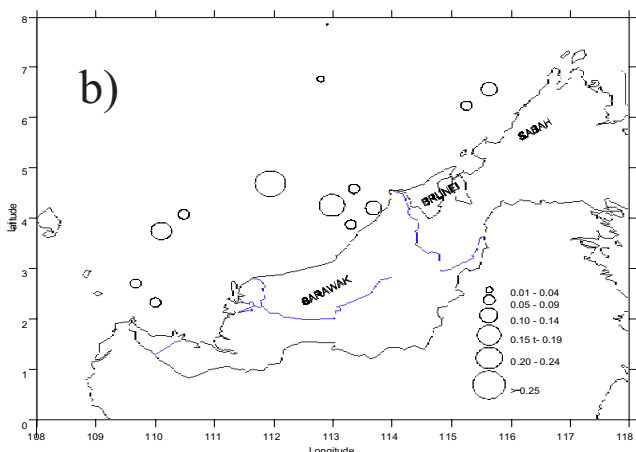 b)
8
7
6
5
4
3
2
1
0
latitude
SABAH
BRUNEI
SARAWAK
0.01 - 0.04
0.05 - 0.09
0.10 - 0.14
0.15 t- 0.19
0.20 - 0.24
>0.25
108 109 110 111 112 113 114 115 116 117 118
Longitude